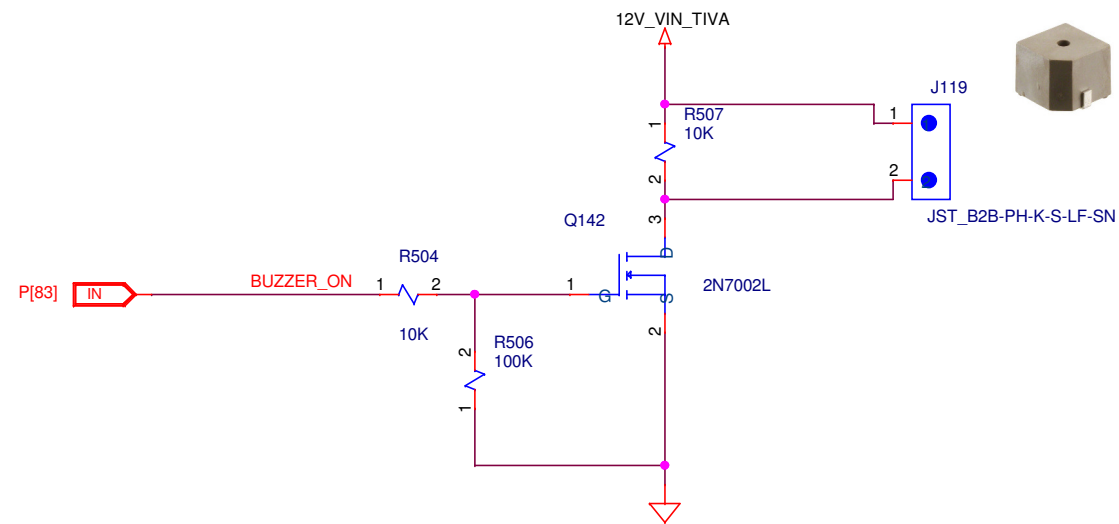 12V_VIN_TIVA
J119
R507
10K
1
2
1
2
JST_B2B-PH-K-S-LF-SN
Q142
3
D
G
S
1
2
2N7002L
R504
1
2
10K
BUZZER_ON
P[83]
IN
R506
100K
2
1